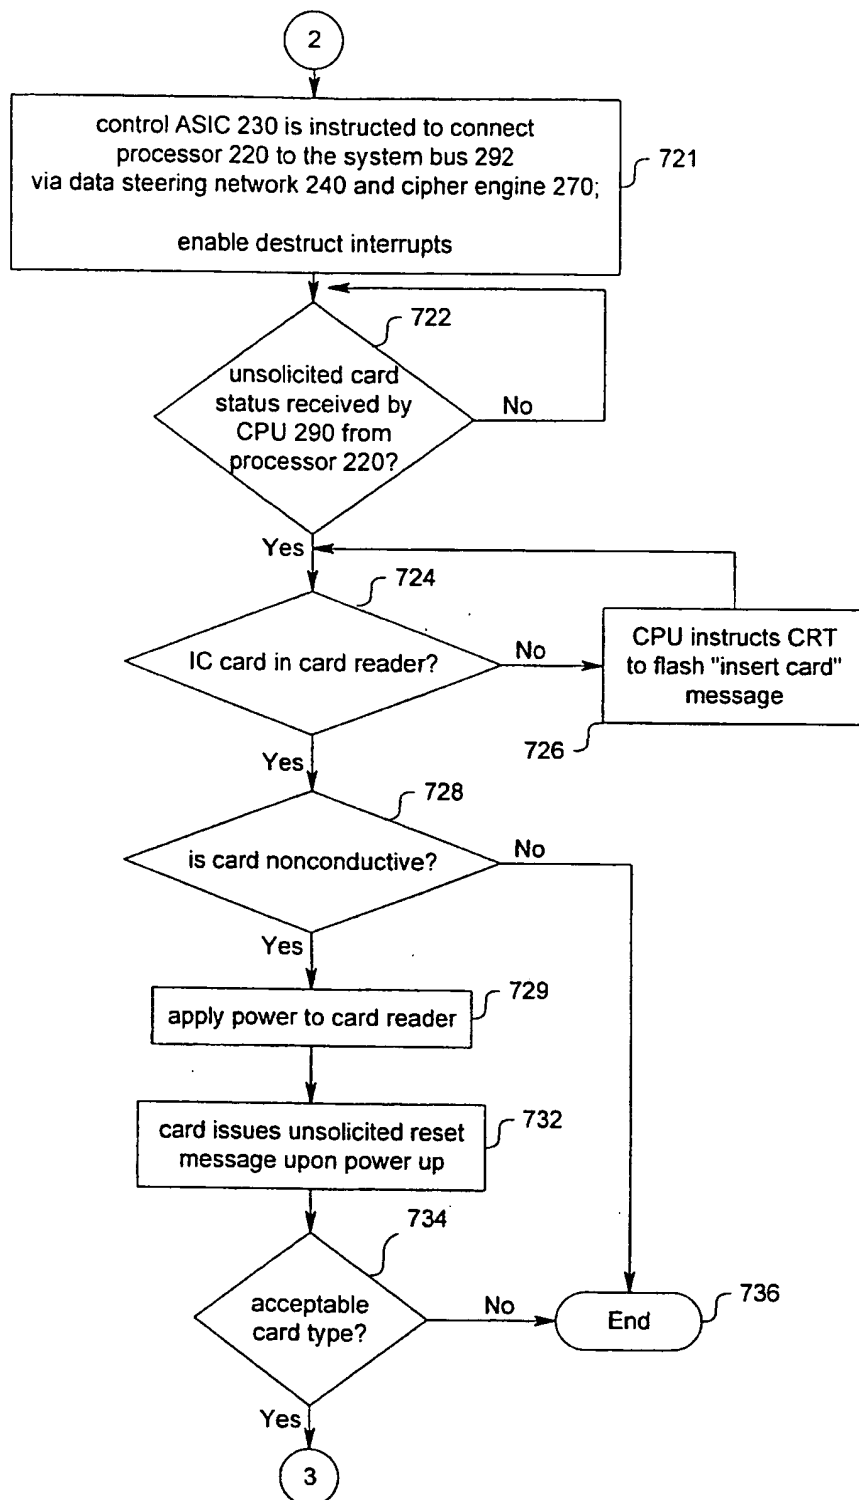 2
control ASIC 230 is instructed to connect
processor 220 to the system bus 292
via data steering network 240 and cipher engine 270;
enable destruct interrupts
721
722
unsolicited card
status received by
CPU 290 from
processor 220?
No
Yes
724
IC card in card reader?
No
CPU instructs CRT
to flash "insert card"
message
726
Yes
728
is card nonconductive?
No
Yes
729
apply power to card reader
732
card issues unsolicited reset
message upon power up
734
acceptable
card type?
No
End
736
Yes
3